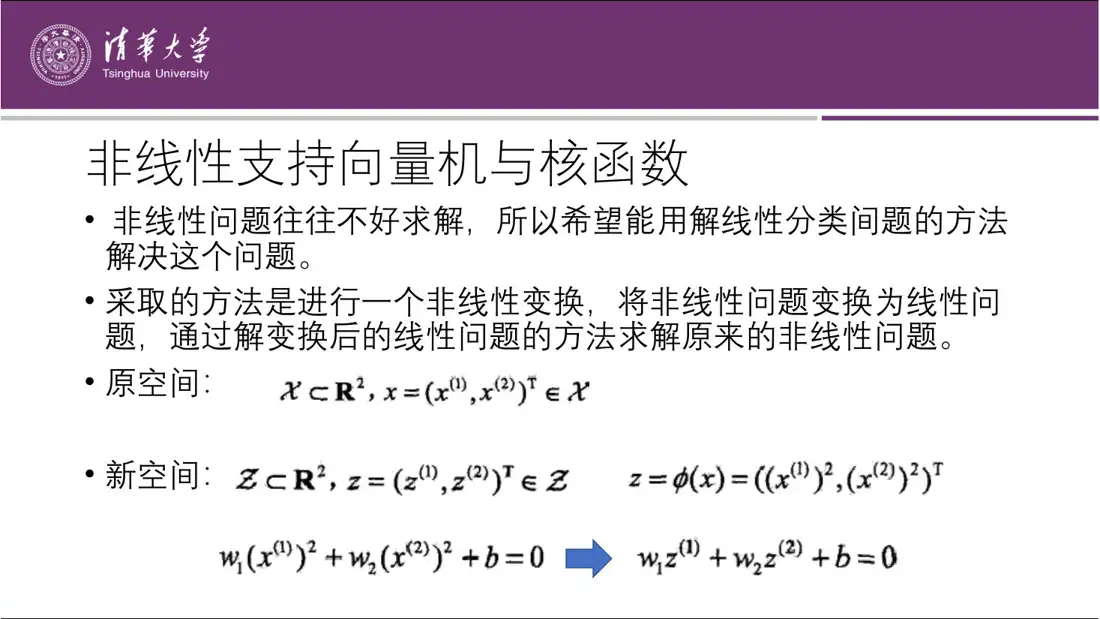 清华大学
Tsinghua University
非线性支持向量机与核函数
• 非线性问题往往不好求解，所以希望能用解线性分类间题的方法
解决这个问题。
• 采取的方法是进行一个非线性变换，将非线性问题变换为线性问
题，通过解变换后的线性问题的方法求解原来的非线性问题。
• 原空间： 𝒳 ⊂ R², x = (x⁽¹⁾, x⁽²⁾)ᵀ ∈ 𝒳
• 新空间： 𝒵 ⊂ R², z = (z⁽¹⁾, z⁽²⁾)ᵀ ∈ 𝒵 z = ϕ(x) = ((x⁽¹⁾)², (x⁽²⁾)²)ᵀ
w₁(x⁽¹⁾)² + w₂(x⁽²⁾)² + b = 0 w₁z⁽¹⁾ + w₂z⁽²⁾ + b = 0